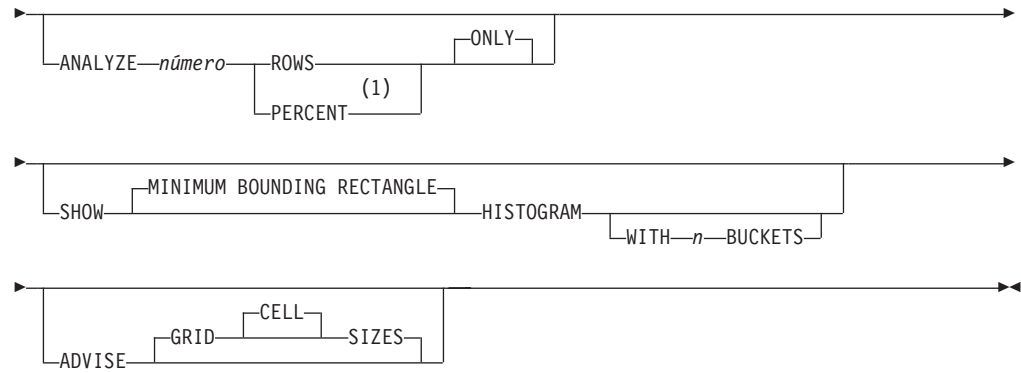 ONLY
ANALYZE número ROWS
(1)
PERCENT
MINIMUM BOUNDING RECTANGLE
SHOW HISTOGRAM
WITH n BUCKETS
CELL
GRID SIZES
ADVISE